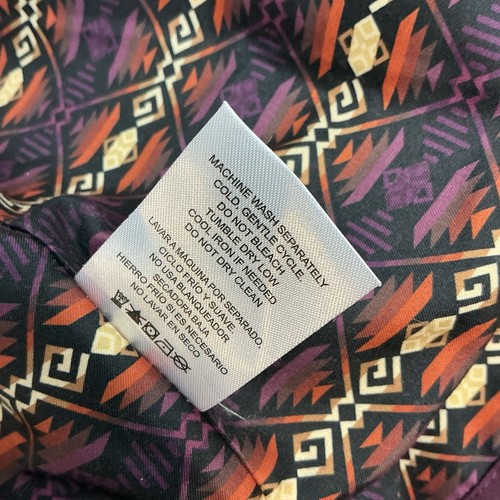 MACHINE WASH SEPARATELY
COLD, GENTLE CYCLE.
DO NOT BLEACH
TUMBLE DRY LOW
COOL IRON IF NEEDED
DO NOT DRY CLEAN
LAVAR A MAQUINA POR SEPARADO,
CICLO FRÍO Y SUAVE.
NO USA BLANQUEADOR
SECADORA BAJA
HIERRO FRÍO SI ES NECESARIO
NO LAVAR EN SECO